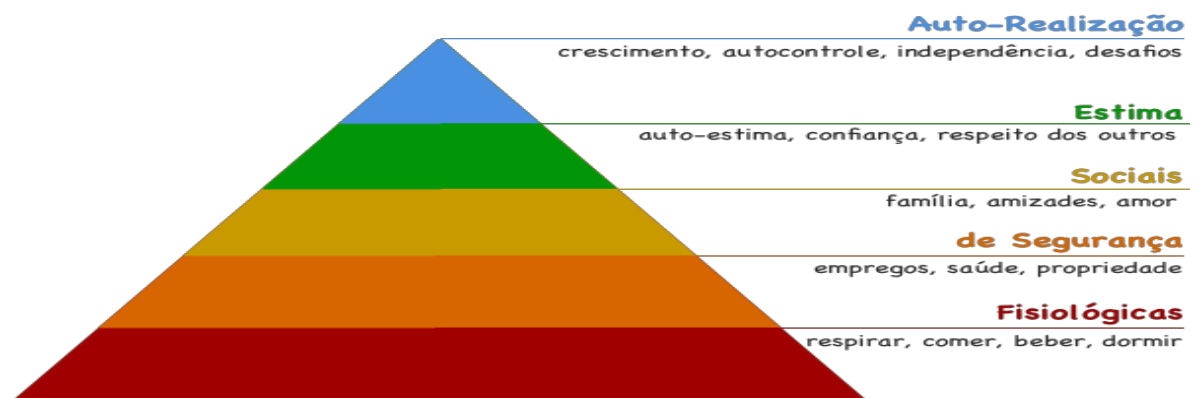 Auto-Realização
crescimento, autocontrole, independência, desafios
Estima
auto-estima, confiança, respeito dos outros
Sociais
família, amizades, amor
de Segurança
empregos, saúde, propriedade
Fisiológicas
respirar, comer, beber, dormir